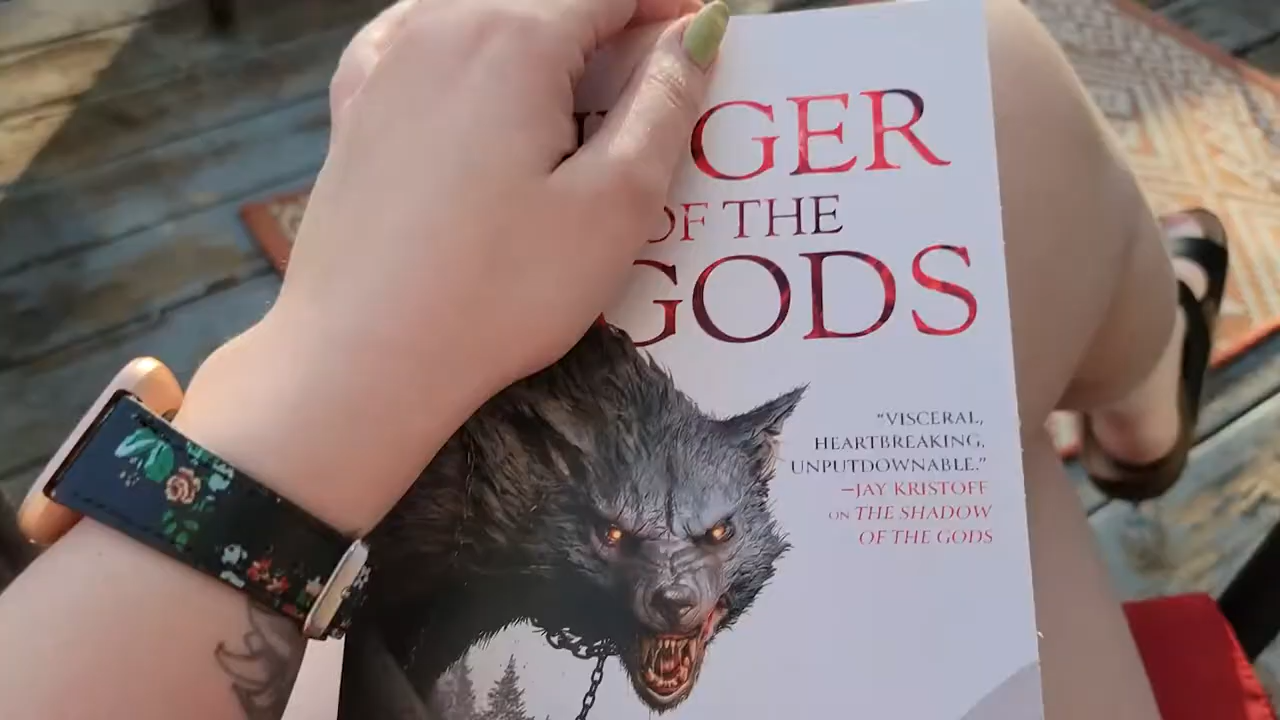 GER
OF THE
GODS
"VISCERAL,
HEARTBREAKING,
UNPUTDOWNABLE."
—JAY KRISTOFF
ON THE SHADOW
OF THE GODS